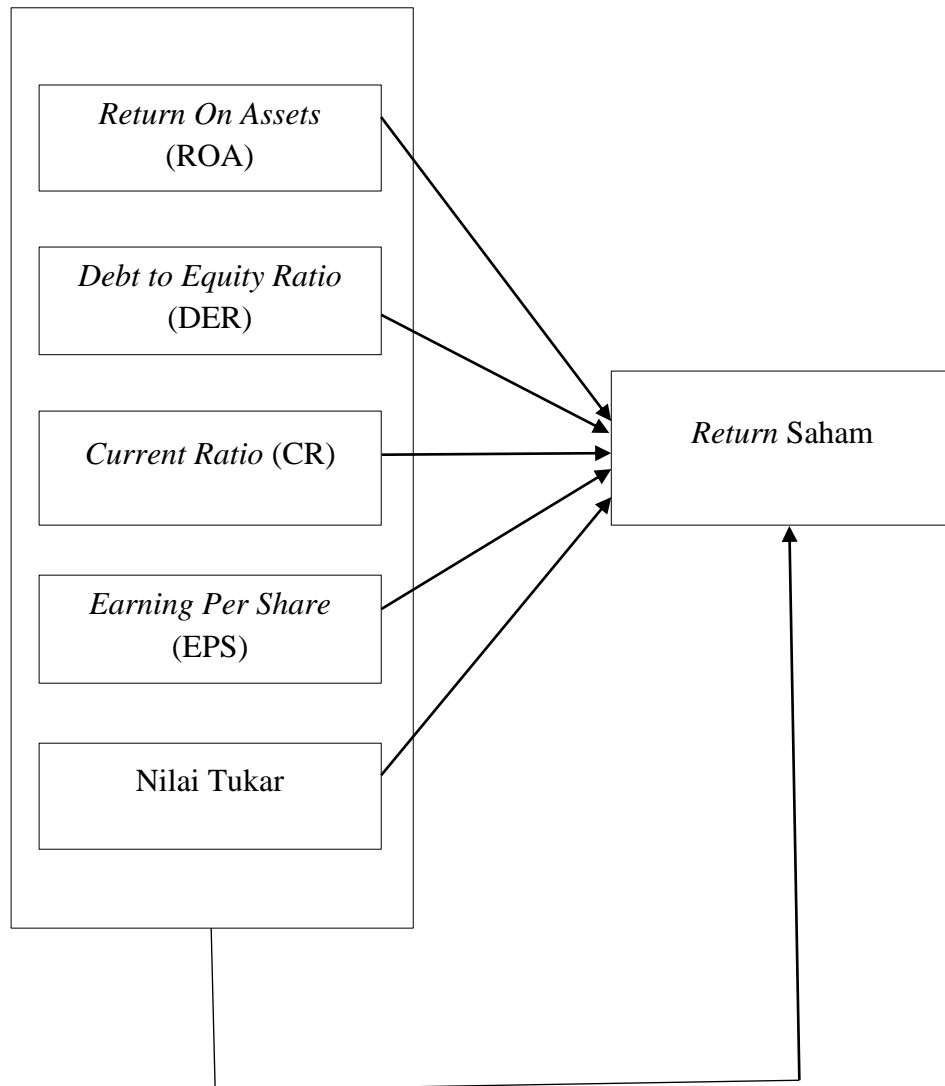 Return On Assets
(ROA)
Debt to Equity Ratio
(DER)
Current Ratio (CR)
Earning Per Share
(EPS)
Nilai Tukar
Return Saham